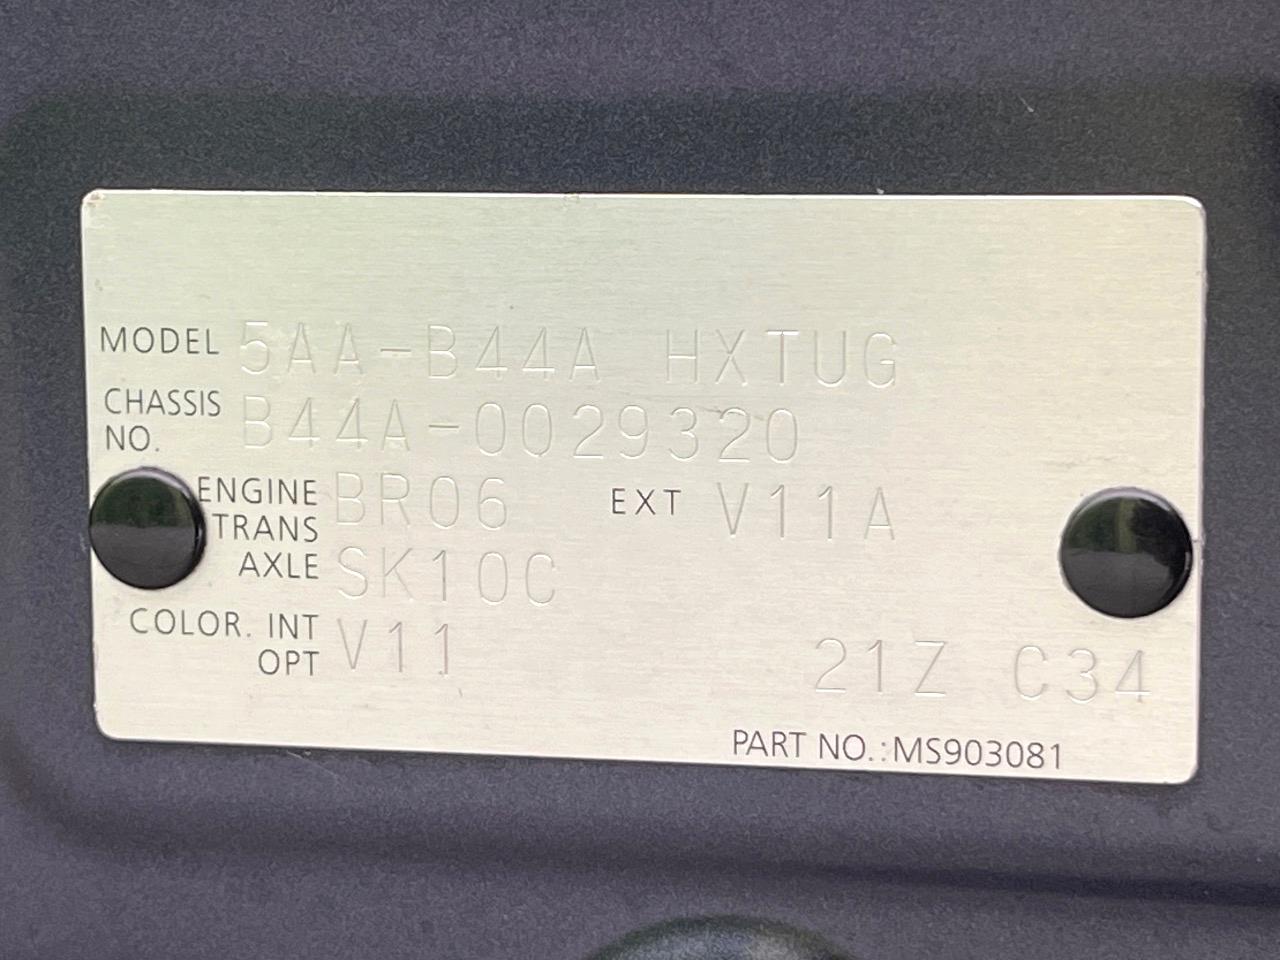 MODEL 5AA-B44A HXTUG
CHASSIS NO. B44A-0029320
ENGINE BR06 EXT V11A
TRANS AXLE SK10C
COLOR. INT OPT V11 21Z C34
PART NO.:MS903081